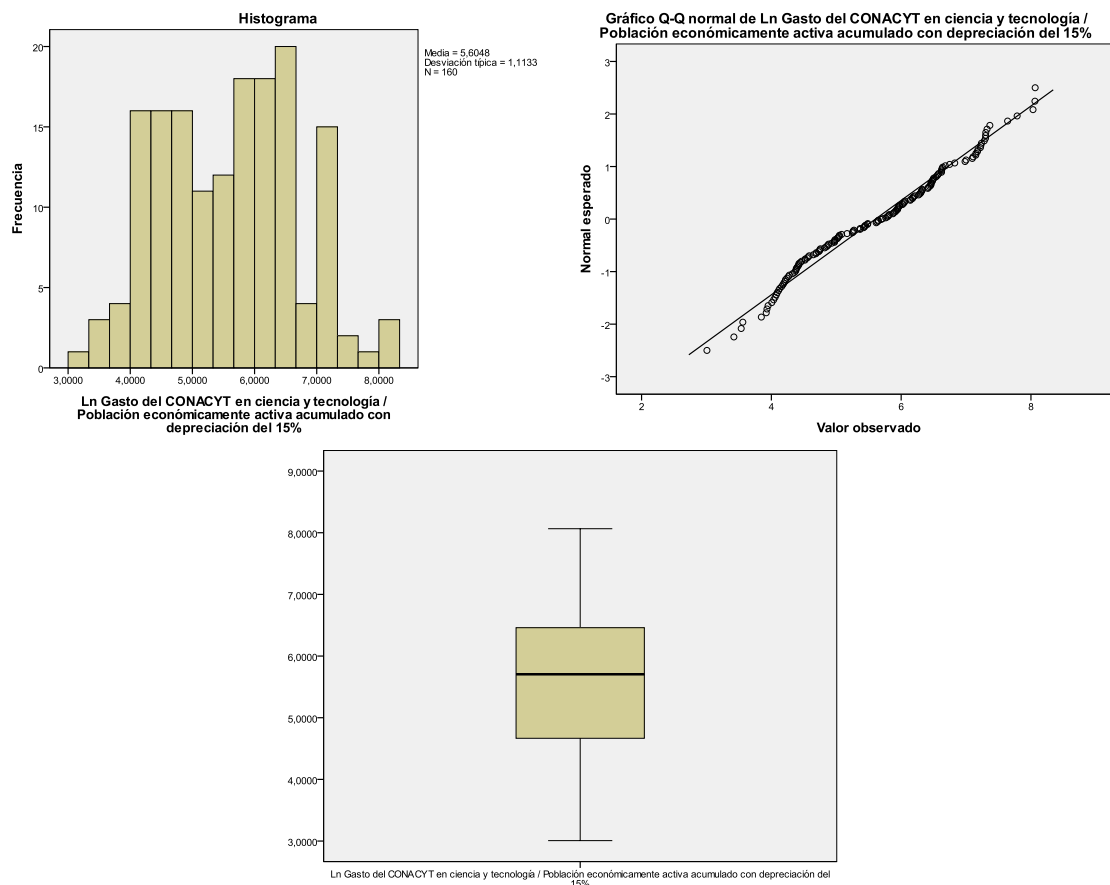 Histograma
Media = 5,6048
Desviación típica = 1,1133
N = 160
Frecuencia
20
15
10
5
0
3,0000 4,0000 5,0000 6,0000 7,0000 8,0000
Ln Gasto del CONACYT en ciencia y tecnología /
Población económicamente activa acumulado con
depreciación del 15%
Gráfico Q-Q normal de Ln Gasto del CONACYT en ciencia y tecnología /
Población económicamente activa acumulado con depreciación del 15%
Normal esperado
3
2
1
0
-1
-2
-3
2 4 6 8
Valor observado
9,0000
8,0000
7,0000
6,0000
5,0000
4,0000
3,0000
Ln Gasto del CONACYT en ciencia y tecnología / Población económicamente activa acumulado con depreciación del
15%